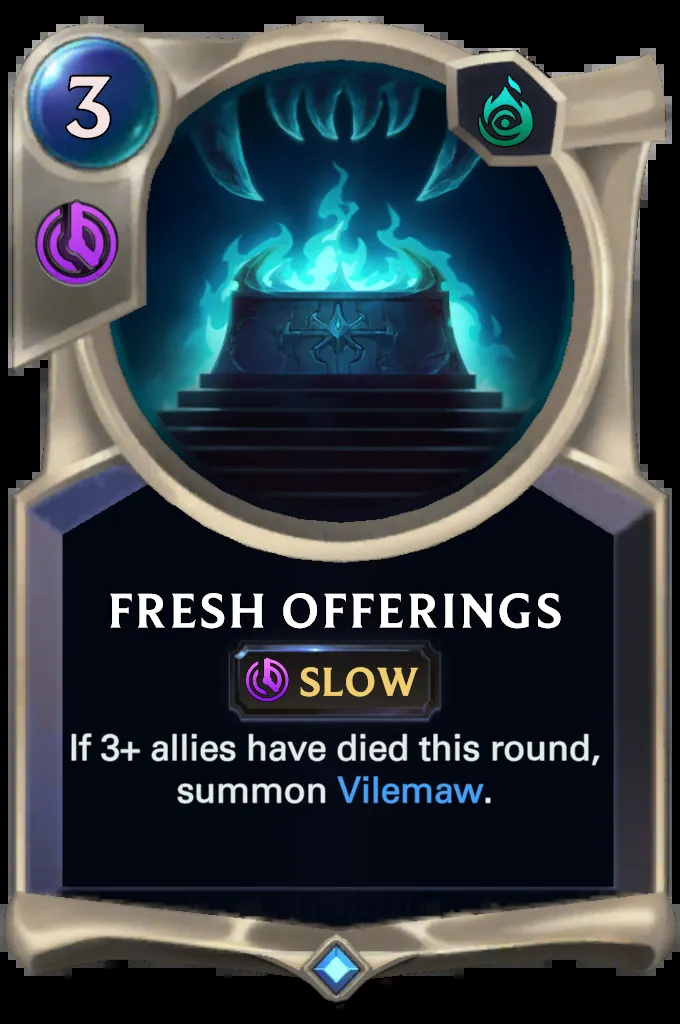 3
FRESH OFFERINGS
SLOW
If 3+ allies have died this round,
summon Vilemaw.